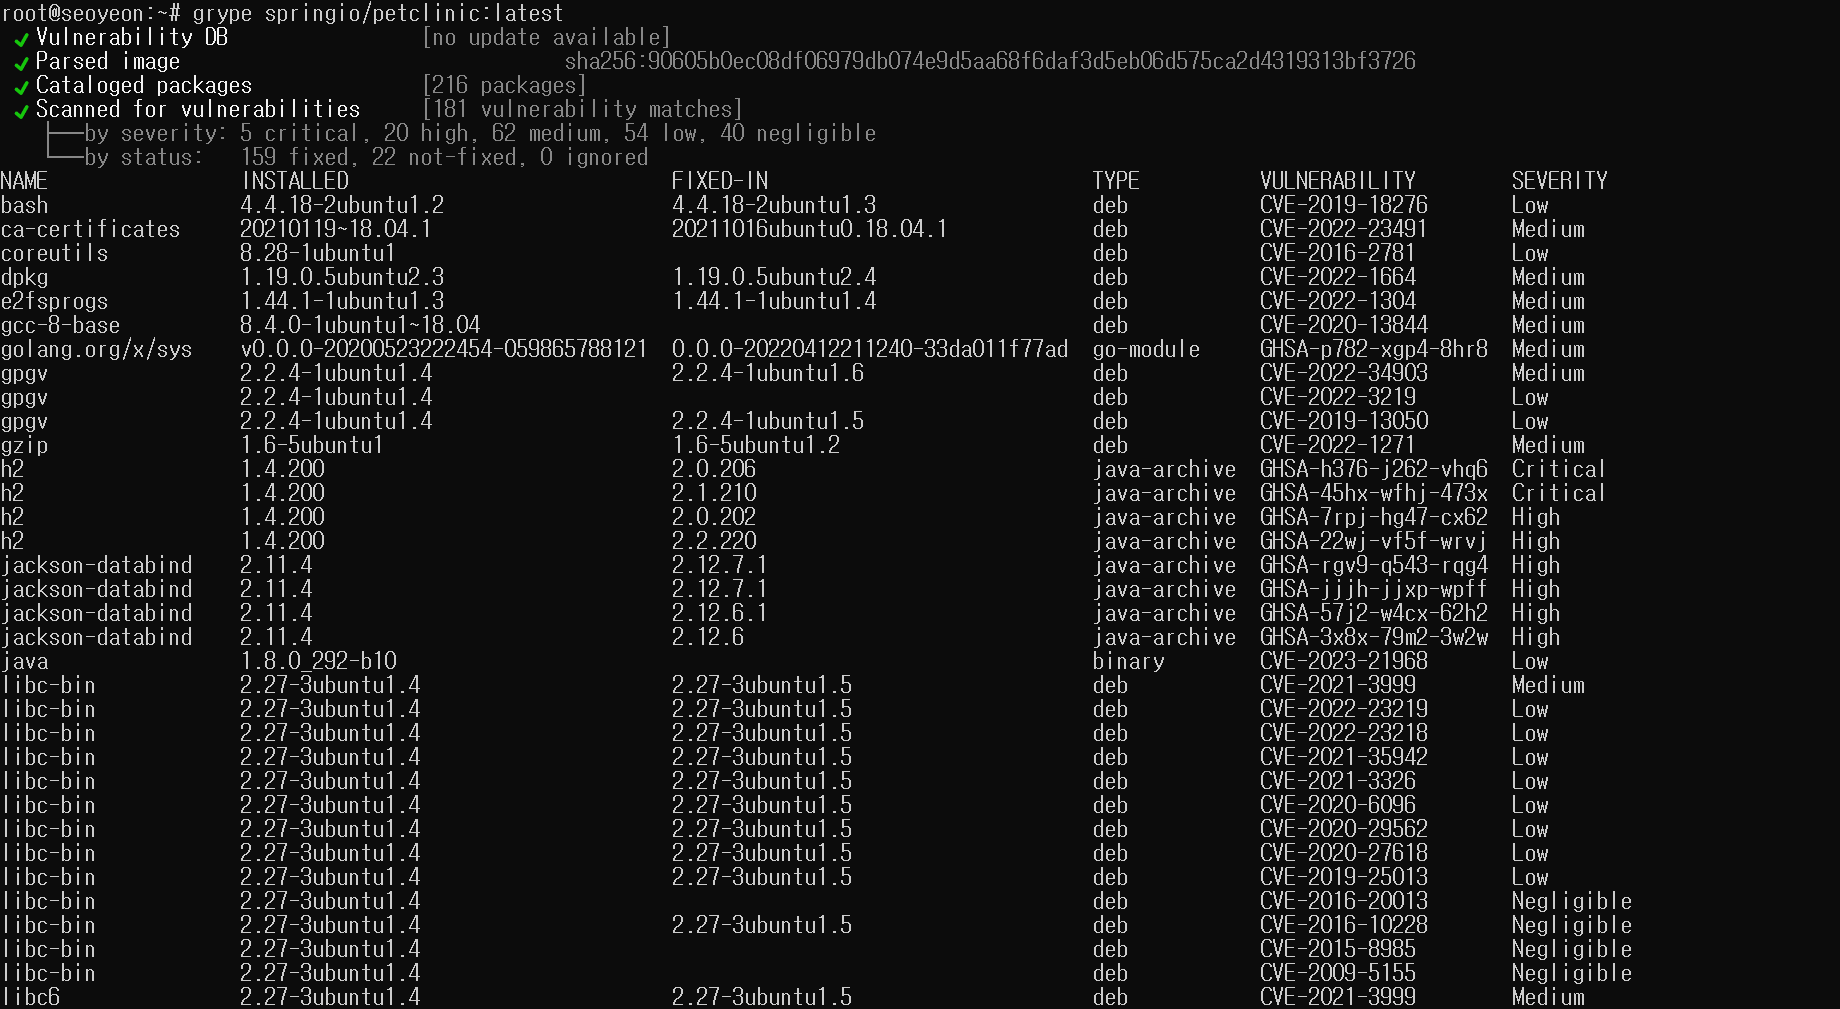 root@seoyeon:~# grype springio/petclinic:latest
✔ Vulnerability DB [no update available]
✔ Parsed image sha256:90605b0ec08df06979db074e9d5aa68f6daf3d5eb06d575ca2d4319313bf3726
✔ Cataloged packages [216 packages]
✔ Scanned for vulnerabilities [181 vulnerability matches]
├──by severity: 5 critical, 20 high, 62 medium, 54 low, 40 negligible
└──by status: 159 fixed, 22 not-fixed, 0 ignored
NAME INSTALLED FIXED-IN TYPE VULNERABILITY SEVERITY
bash 4.4.18-2ubuntu1.2 4.4.18-2ubuntu1.3 deb CVE-2019-18276 Low
ca-certificates 20210119~18.04.1 20211016ubuntu0.18.04.1 deb CVE-2022-23491 Medium
coreutils 8.28-1ubuntu1 deb CVE-2016-2781 Low
dpkg 1.19.0.5ubuntu2.3 1.19.0.5ubuntu2.4 deb CVE-2022-1664 Medium
e2fsprogs 1.44.1-1ubuntu1.3 1.44.1-1ubuntu1.4 deb CVE-2022-1304 Medium
gcc-8-base 8.4.0-1ubuntu1~18.04 deb CVE-2020-13844 Medium
golang.org/x/sys v0.0.0-20200523222454-059865788121 0.0.0-20220412211240-33da011f77ad go-module GHSA-p782-xgp4-8hr8 Medium
gpgv 2.2.4-1ubuntu1.4 2.2.4-1ubuntu1.6 deb CVE-2022-34903 Medium
gpgv 2.2.4-1ubuntu1.4 deb CVE-2022-3219 Low
gpgv 2.2.4-1ubuntu1.4 2.2.4-1ubuntu1.5 deb CVE-2019-13050 Low
gzip 1.6-5ubuntu1 1.6-5ubuntu1.2 deb CVE-2022-1271 Medium
h2 1.4.200 2.0.206 java-archive GHSA-h376-j262-vhq6 Critical
h2 1.4.200 2.1.210 java-archive GHSA-45hx-wfhj-473x Critical
h2 1.4.200 2.0.202 java-archive GHSA-7rpj-hg47-cx62 High
h2 1.4.200 2.2.220 java-archive GHSA-22wj-vf5f-wrvj High
jackson-databind 2.11.4 2.12.7.1 java-archive GHSA-rgv9-q543-rqg4 High
jackson-databind 2.11.4 2.12.7.1 java-archive GHSA-jjjh-jjxp-wpff High
jackson-databind 2.11.4 2.12.6.1 java-archive GHSA-57j2-w4cx-62h2 High
jackson-databind 2.11.4 2.12.6 java-archive GHSA-3x8x-79m2-3w2w High
java 1.8.0_292-b10 binary CVE-2023-21968 Low
libc-bin 2.27-3ubuntu1.4 2.27-3ubuntu1.5 deb CVE-2021-3999 Medium
libc-bin 2.27-3ubuntu1.4 2.27-3ubuntu1.5 deb CVE-2022-23219 Low
libc-bin 2.27-3ubuntu1.4 2.27-3ubuntu1.5 deb CVE-2022-23218 Low
libc-bin 2.27-3ubuntu1.4 2.27-3ubuntu1.5 deb CVE-2021-35942 Low
libc-bin 2.27-3ubuntu1.4 2.27-3ubuntu1.5 deb CVE-2021-3326 Low
libc-bin 2.27-3ubuntu1.4 2.27-3ubuntu1.5 deb CVE-2020-6096 Low
libc-bin 2.27-3ubuntu1.4 2.27-3ubuntu1.5 deb CVE-2020-29562 Low
libc-bin 2.27-3ubuntu1.4 2.27-3ubuntu1.5 deb CVE-2020-27618 Low
libc-bin 2.27-3ubuntu1.4 2.27-3ubuntu1.5 deb CVE-2019-25013 Low
libc-bin 2.27-3ubuntu1.4 deb CVE-2016-20013 Negligible
libc-bin 2.27-3ubuntu1.4 2.27-3ubuntu1.5 deb CVE-2016-10228 Negligible
libc-bin 2.27-3ubuntu1.4 deb CVE-2015-8985 Negligible
libc-bin 2.27-3ubuntu1.4 deb CVE-2009-5155 Negligible
libc6 2.27-3ubuntu1.4 2.27-3ubuntu1.5 deb CVE-2021-3999 Medium